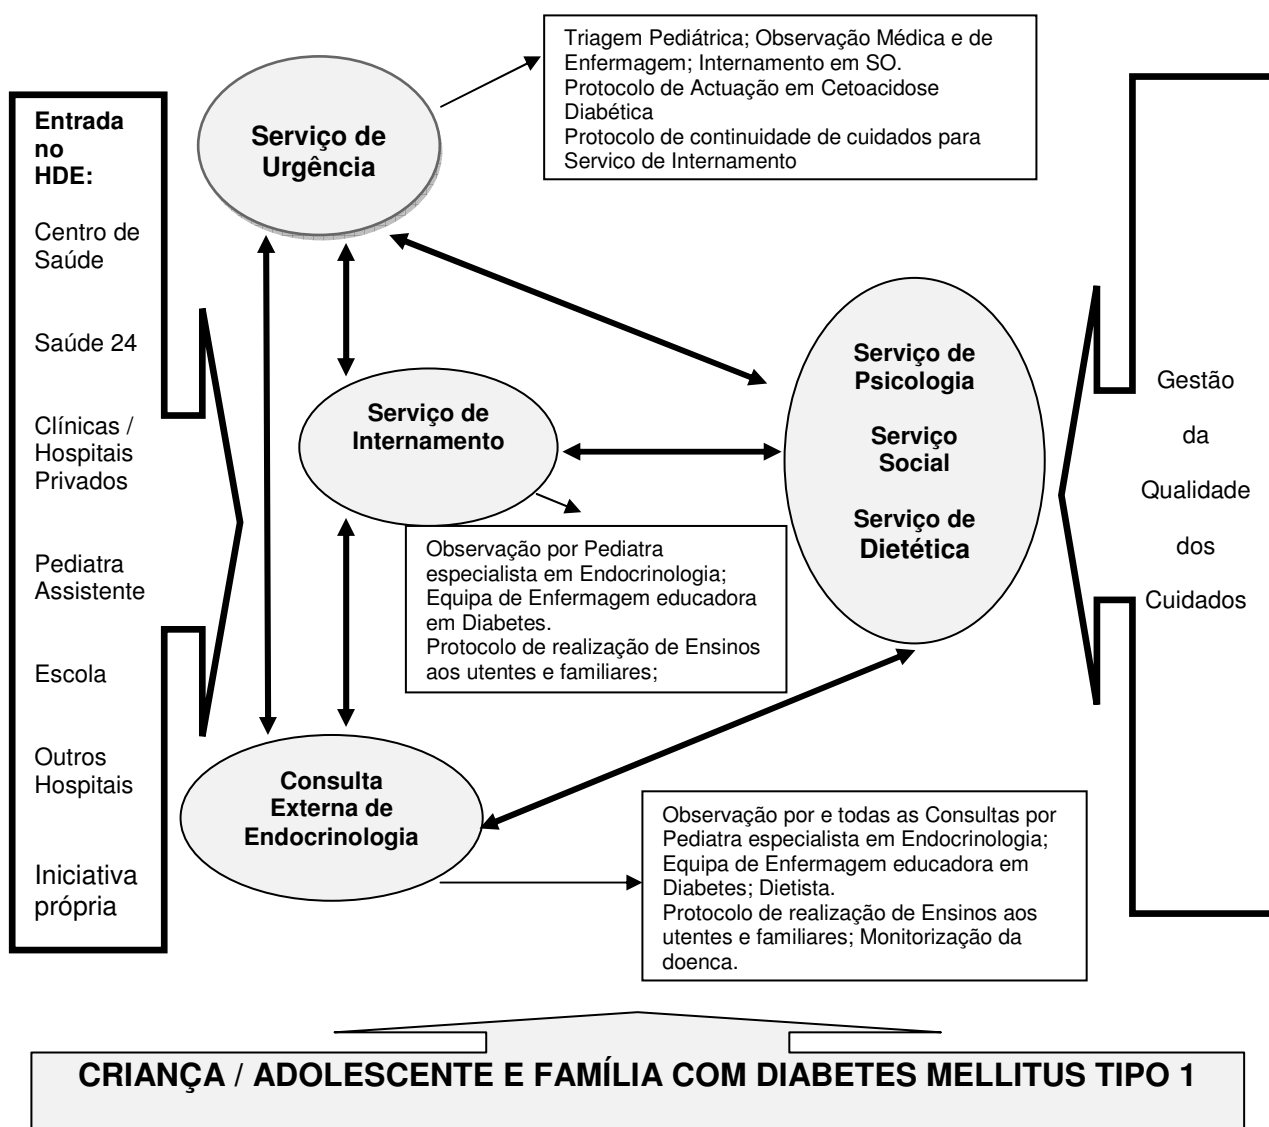 Triagem Pediátrica; Observação Médica e de
Enfermagem; Internamento em SO.
Protocolo de Actuação em Cetoacidose
Diabética
Protocolo de continuidade de cuidados para
Servico de Internamento
Entrada
no
HDE:
Centro de
Saúde
Saúde 24
Clínicas /
Hospitais
Privados
Pediatra
Assistente
Escola
Outros
Hospitais
Iniciativa
própria
Serviço de
Urgência
Serviço de
Internamento
Observação por Pediatra
especialista em Endocrinologia;
Equipa de Enfermagem educadora
em Diabetes.
Protocolo de realização de Ensinos
aos utentes e familiares;
Serviço de
Psicologia
Serviço
Social
Serviço de
Dietética
Gestão
da
Qualidade
dos
Cuidados
Consulta
Externa de
Endocrinologia
Observação por e todas as Consultas por
Pediatra especialista em Endocrinologia;
Equipa de Enfermagem educadora em
Diabetes; Dietista.
Protocolo de realização de Ensinos aos
utentes e familiares; Monitorização da
doenca.
CRIANÇA / ADOLESCENTE E FAMÍLIA COM DIABETES MELLITUS TIPO 1